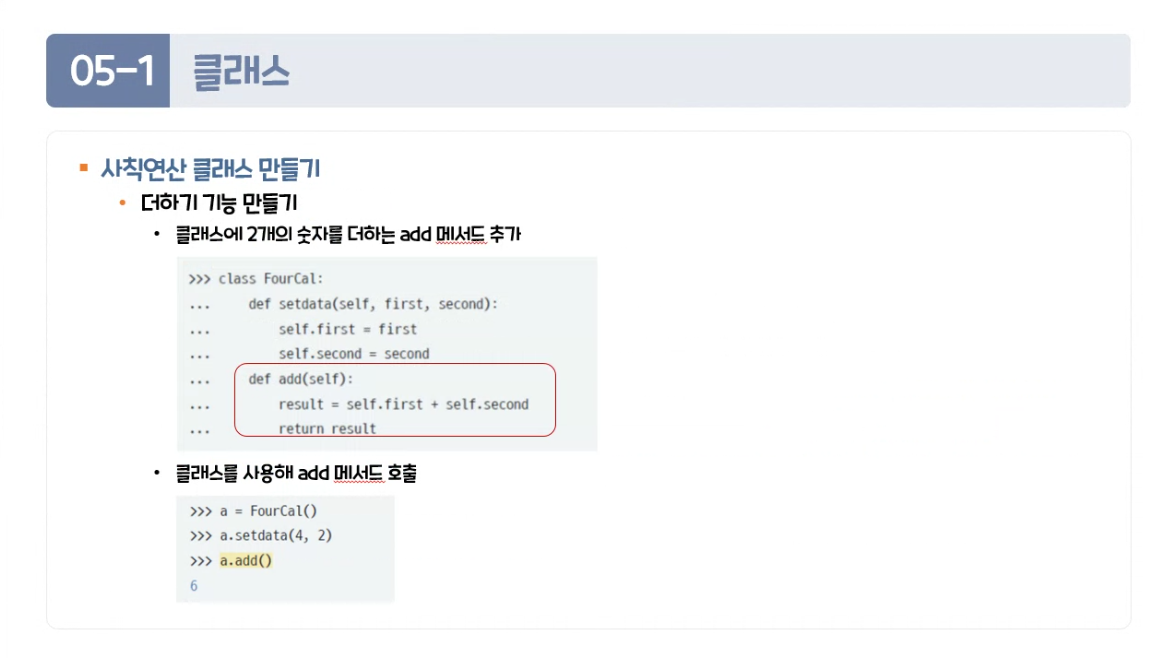 05-1 클래스
사칙연산 클래스 만들기
더하기 기능 만들기
클래스에 2개의 숫자를 더하는 add 메서드 추가
>>> class FourCal:
...     def setdata(self, first, second):
...         self.first = first
...         self.second = second
...     def add(self):
...         result = self.first + self.second
...         return result
클래스를 사용해 add 메서드 호출
>>> a = FourCal()
>>> a.setdata(4, 2)
>>> a.add()
6